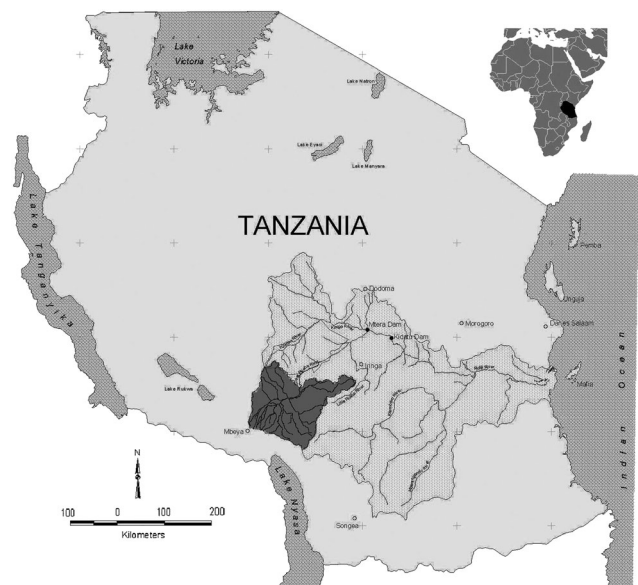 Lake
Victoria
Lake Natron
Lake Eyasi
Lake Manyara
Lake Tanganyika
TANZANIA
Pemba
Unguja
Dodoma
Mtera Dam
Morogoro
Dar es Salaam
Kidatu Dam
Iringa
Mafia
Lake Rukwa
Mbeya
Indian Ocean
Lake Nyasa
N
Songea
100 0 100 200
Kilometers